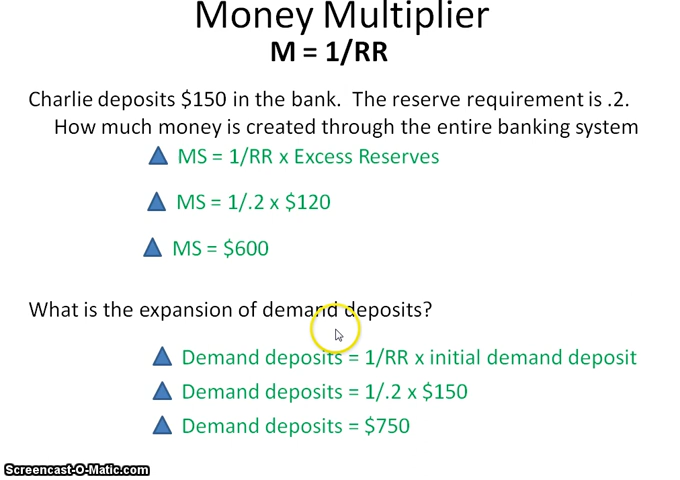 Money Multiplier
M = 1/RR
Charlie deposits $150 in the bank.  The reserve requirement is .2.
How much money is created through the entire banking system
MS = 1/RR x Excess Reserves
MS = 1/.2 x $120
MS = $600
What is the expansion of demand deposits?
Demand deposits = 1/RR x initial demand deposit
Demand deposits = 1/.2 x $150
Demand deposits = $750
Screencast-O-Matic.com